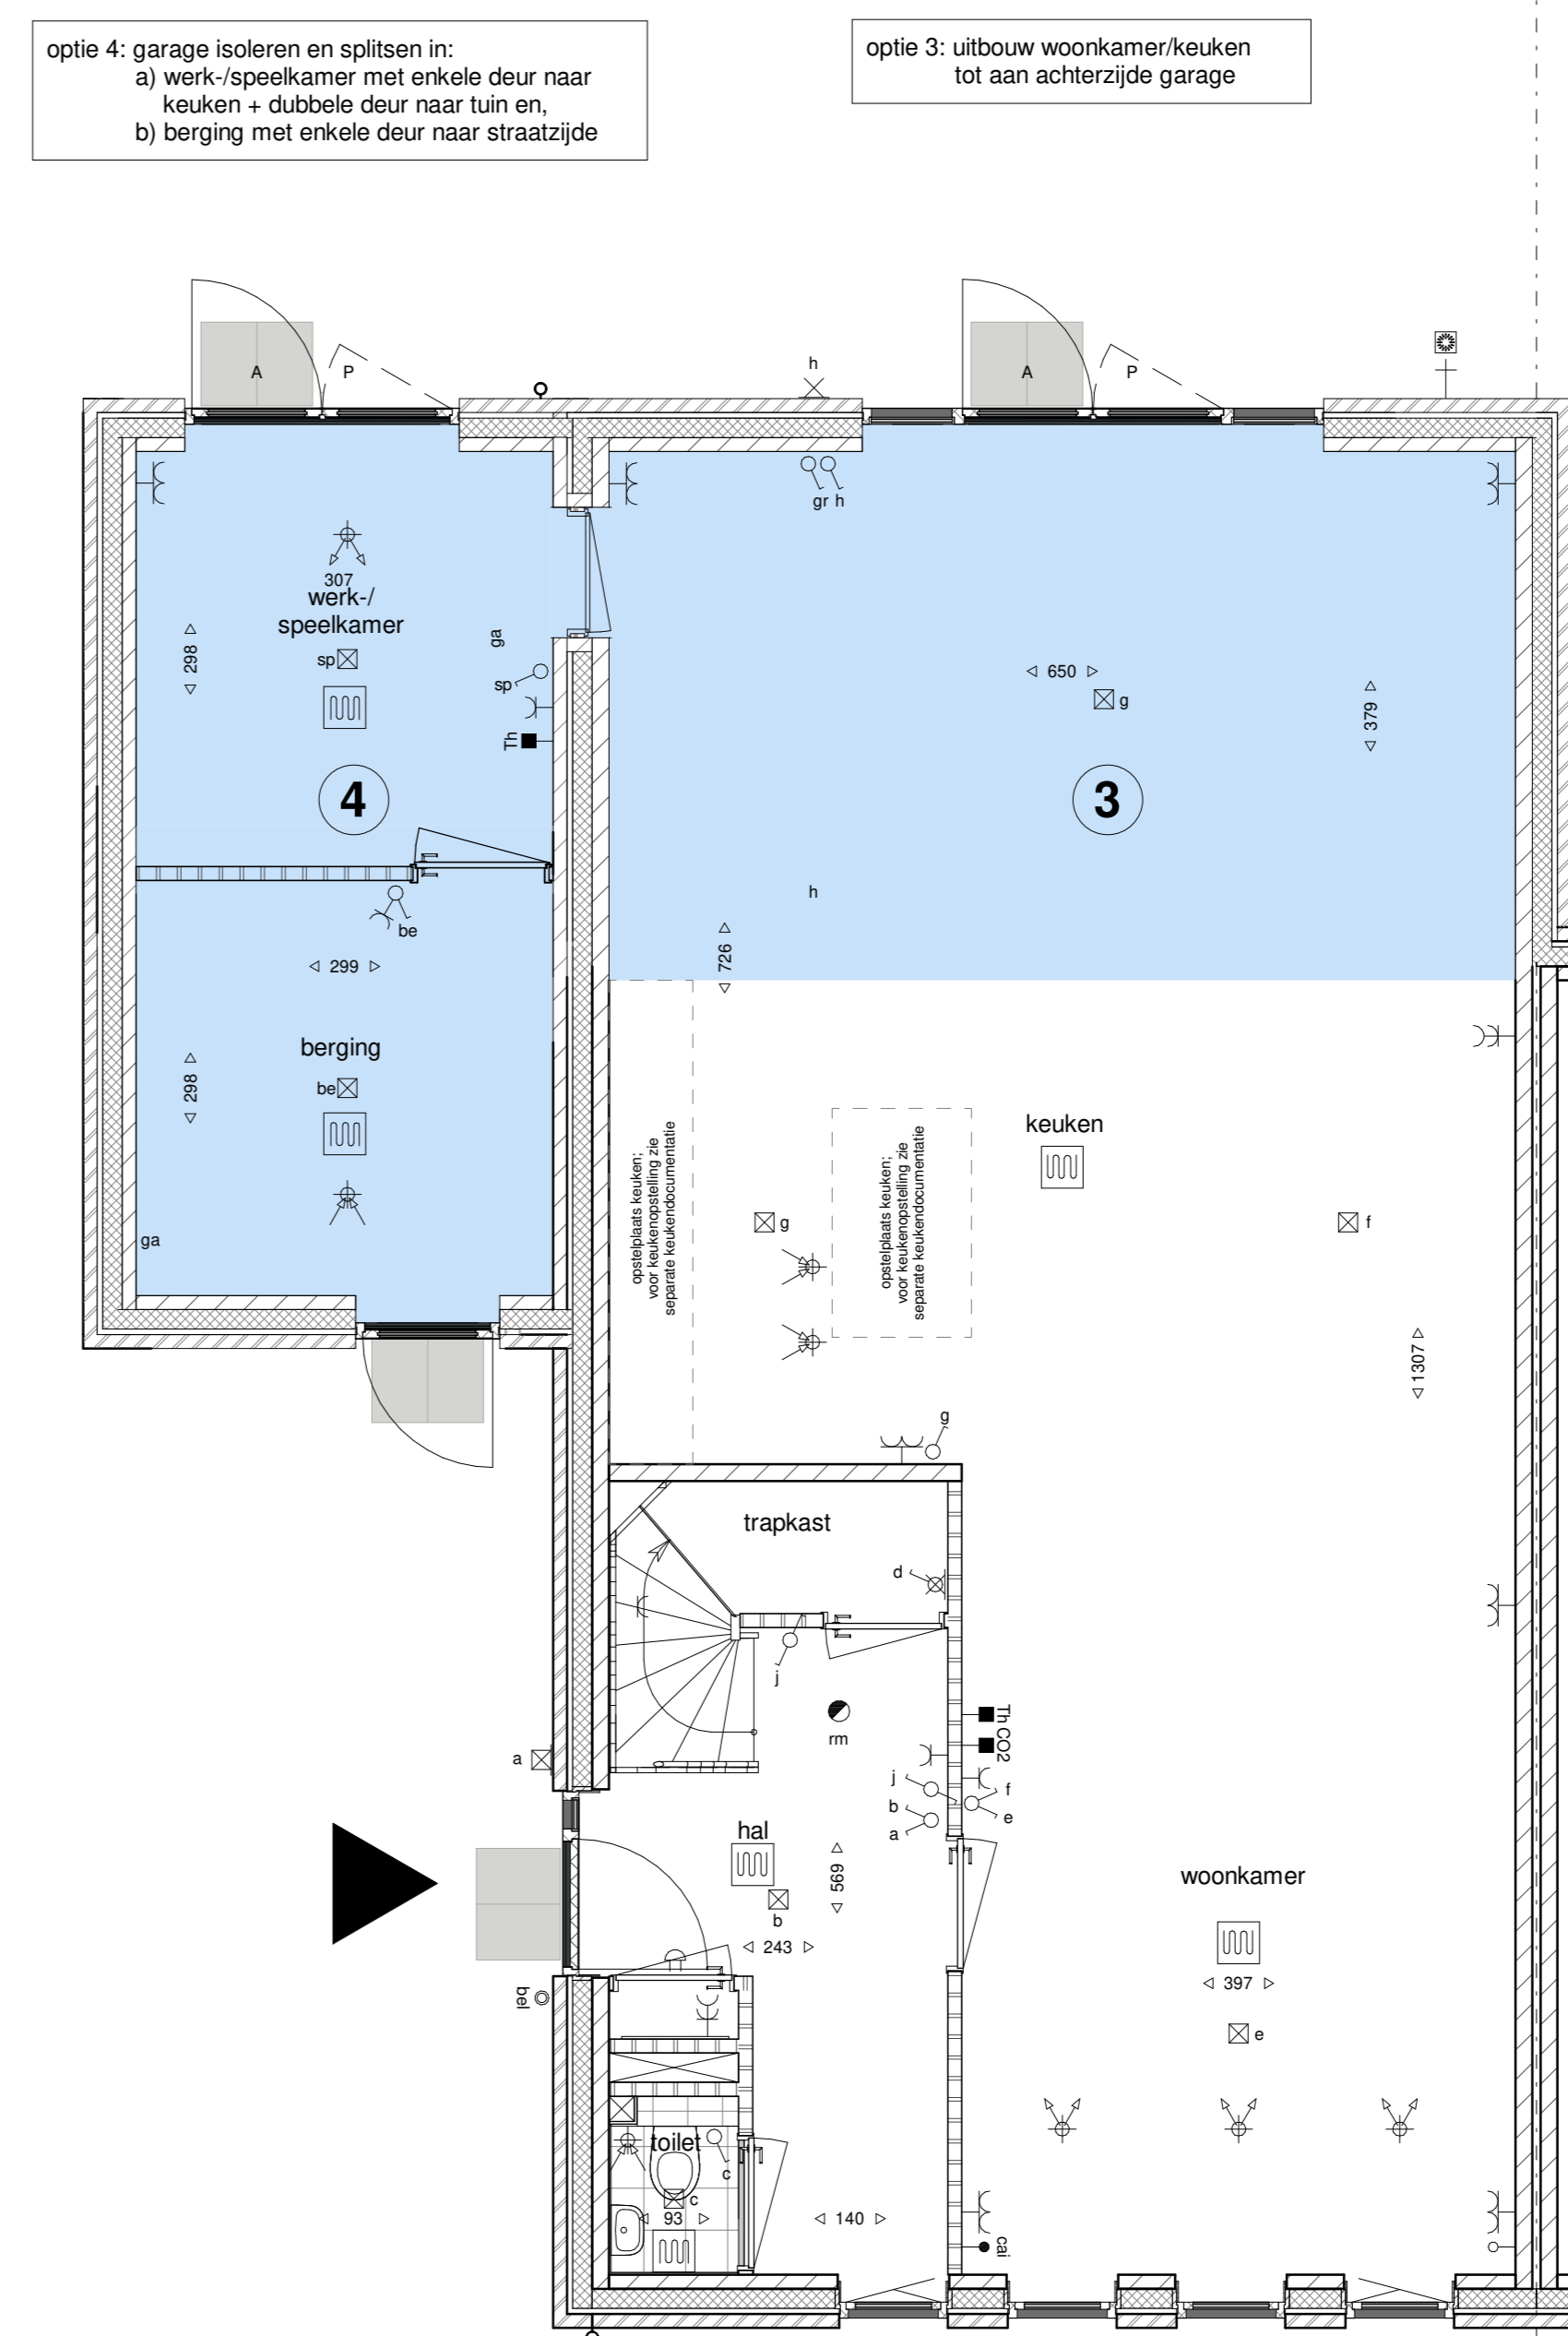 optie 4: garage isoleren en splitsen in:
a) werk-/speelkamer met enkele deur naar
keuken + dubbele deur naar tuin en,
b) berging met enkele deur naar straatzijde
optie 3: uitbouw woonkamer/keuken
tot aan achterzijde garage
A
P
h
A
P
gr h
307
werk-/
speelkamer
298
ga
sp
sp
Th
4
650
g
379
3
h
be
726
299
berging
298
be
ga
keuken
opstelplaats keuken;
voor keukenopstelling zie
separate keukendocumentatie
opstelplaats keuken;
voor keukenopstelling zie
separate keukendocumentatie
g
f
1307
g
trapkast
d
j
rm
Th
CO2
a
j
f
b
e
a
hal
569
b
243
woonkamer
397
bel
e
toilet
c
c
93
140
cai